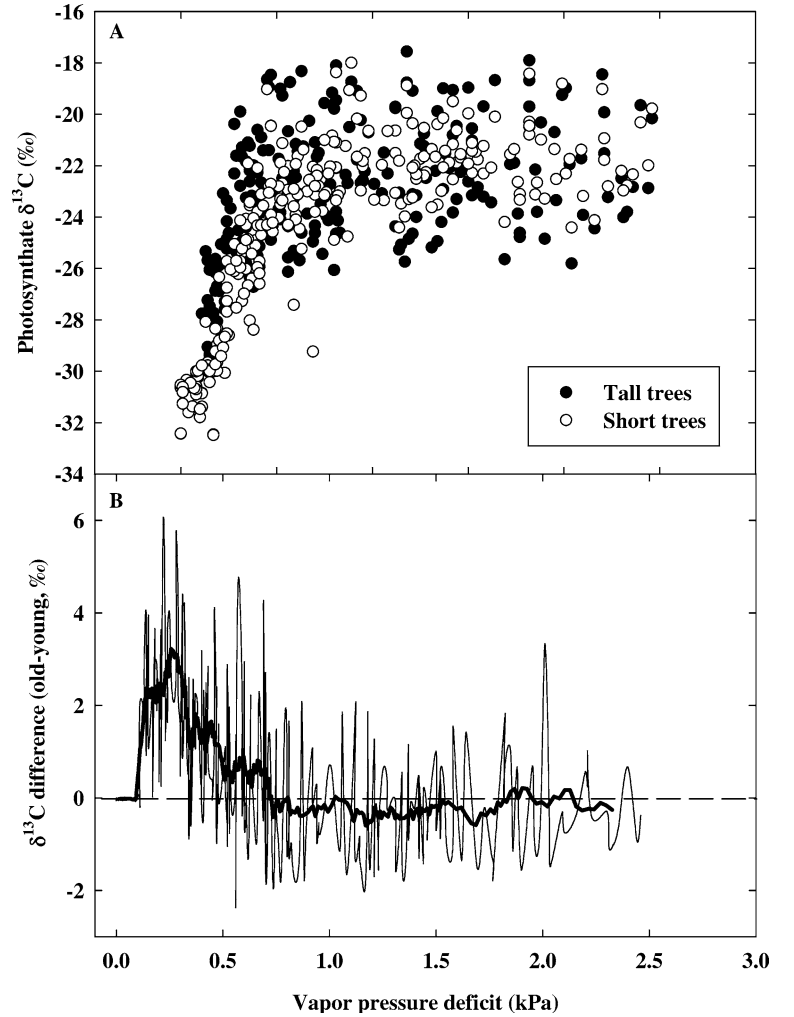 -16
A
-18
-20
-22
-24
-26
-28
-30
-32
-34
Photosynthate δ¹³C (‰)
Tall trees
Short trees
B
6
4
2
0
-2
δ¹³C difference (old-young, ‰)
0.0 0.5 1.0 1.5 2.0 2.5 3.0
Vapor pressure deficit (kPa)